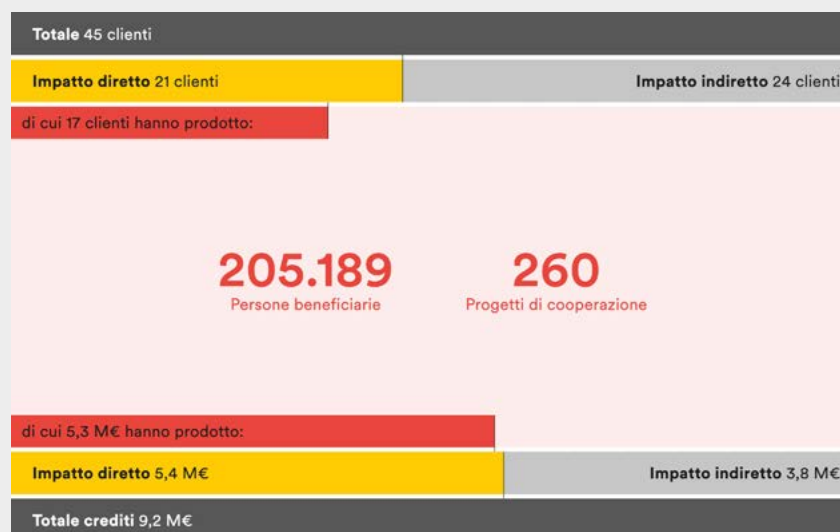 Totale 45 clienti
Impatto diretto 21 clienti
Impatto indiretto 24 clienti
di cui 17 clienti hanno prodotto:
205.189
Persone beneficiarie
260
Progetti di cooperazione
di cui 5,3 M€ hanno prodotto:
Impatto diretto 5,4 M€
Impatto indiretto 3,8 M€
Totale crediti 9,2 M€